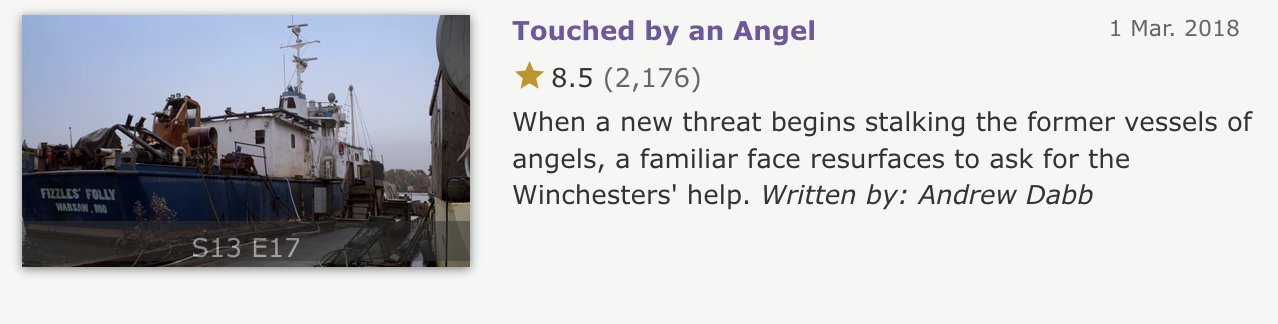 Touched by an Angel
1 Mar. 2018
8.5 (2,176)
When a new threat begins stalking the former vessels of
angels, a familiar face resurfaces to ask for the
Winchesters' help. Written by: Andrew Dabb
FIZZLES' FOLLY
WARSAW, MO
S13 E17